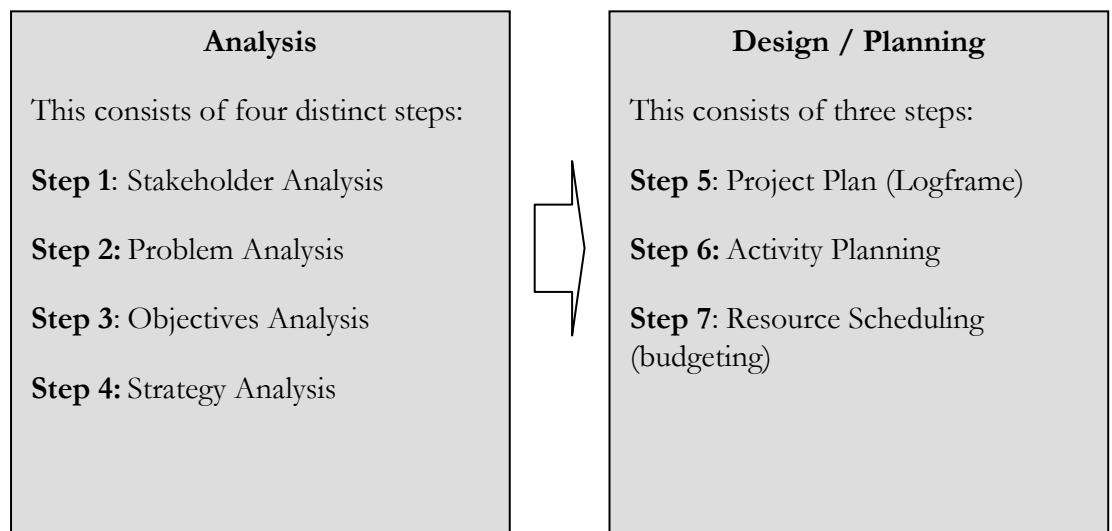 Analysis
This consists of four distinct steps:
Step 1: Stakeholder Analysis
Step 2: Problem Analysis
Step 3: Objectives Analysis
Step 4: Strategy Analysis
Design / Planning
This consists of three steps:
Step 5: Project Plan (Logframe)
Step 6: Activity Planning
Step 7: Resource Scheduling
(budgeting)